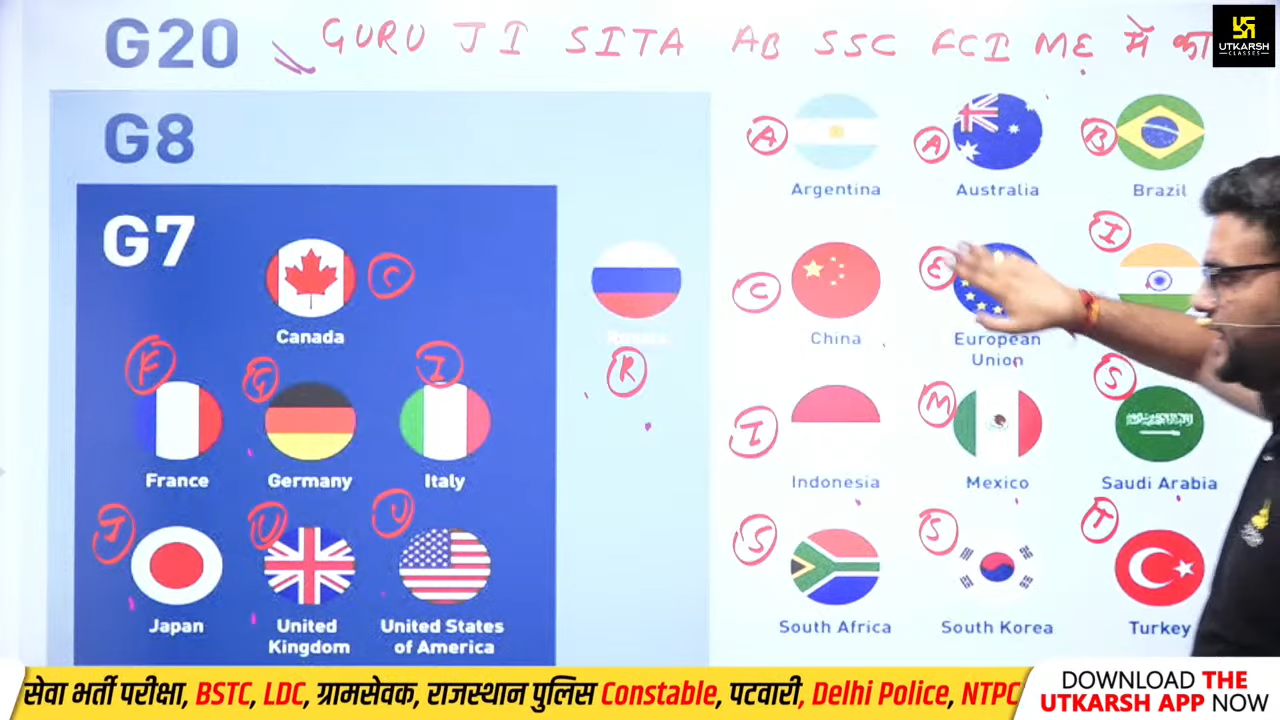 G20 GURU JI SITA AB SSC FCI ME में का
UTKARSH
CLASSES
G8
G7
A Argentina
A Australia
B Brazil
C Canada
R
C China
E European Union
I
F France
G Germany
I Italy
I Indonesia
M Mexico
S Saudi Arabia
J Japan
U United Kingdom
U United States of America
S South Africa
S South Korea
T Turkey
सेवा भर्ती परीक्षा, BSTC, LDC, ग्रामसेवक, राजस्थान पुलिस Constable, पटवारी, Delhi Police, NTPC
DOWNLOAD THE
UTKARSH APP NOW